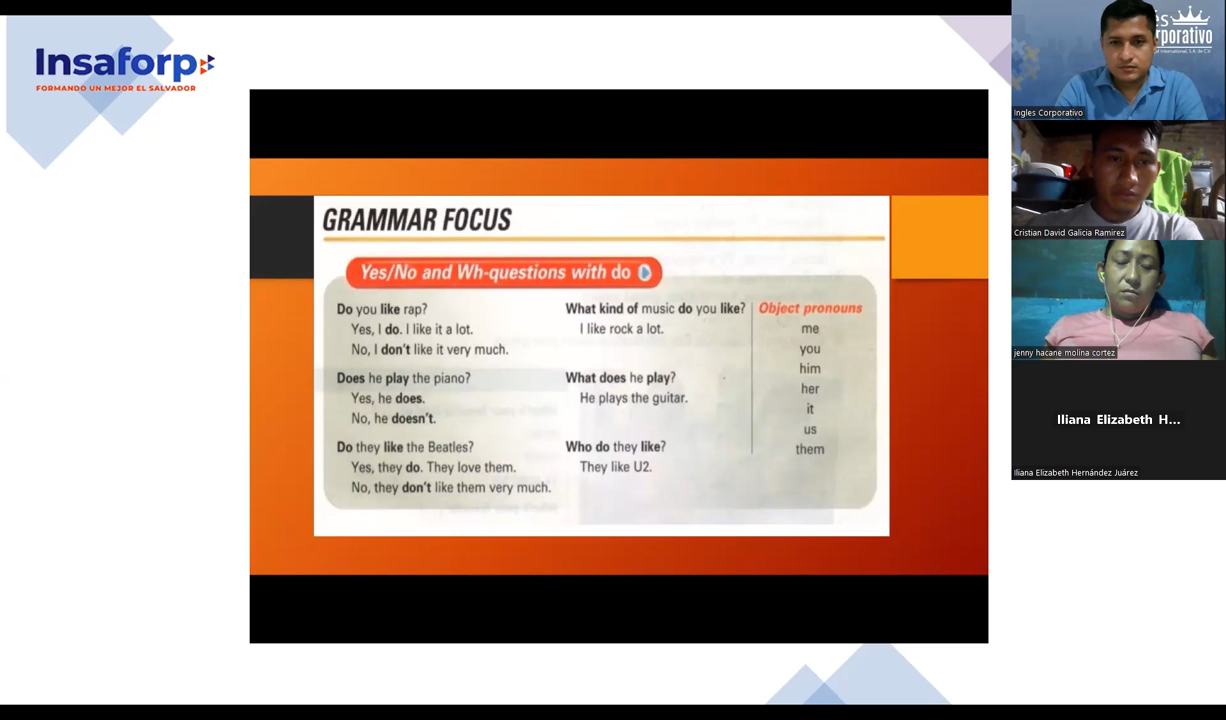 Insaforp
FORMANDO UN MEJOR EL SALVADOR
GRAMMAR FOCUS
Yes/No and Wh-questions with do
Do you like rap?
Yes, I do. I like it a lot.
No, I don't like it very much.
Does he play the piano?
Yes, he does.
No, he doesn't.
Do they like the Beatles?
Yes, they do. They love them.
No, they don't like them very much.
What kind of music do you like?
I like rock a lot.
What does he play?
He plays the guitar.
Who do they like?
They like U2.
Object pronouns
me
you
him
her
it
us
them
Ingles Corporativo
Cristian David Galicia Ramirez
jenny hacane molina cortez
Iliana Elizabeth H...
Iliana Elizabeth Hernández Juárez